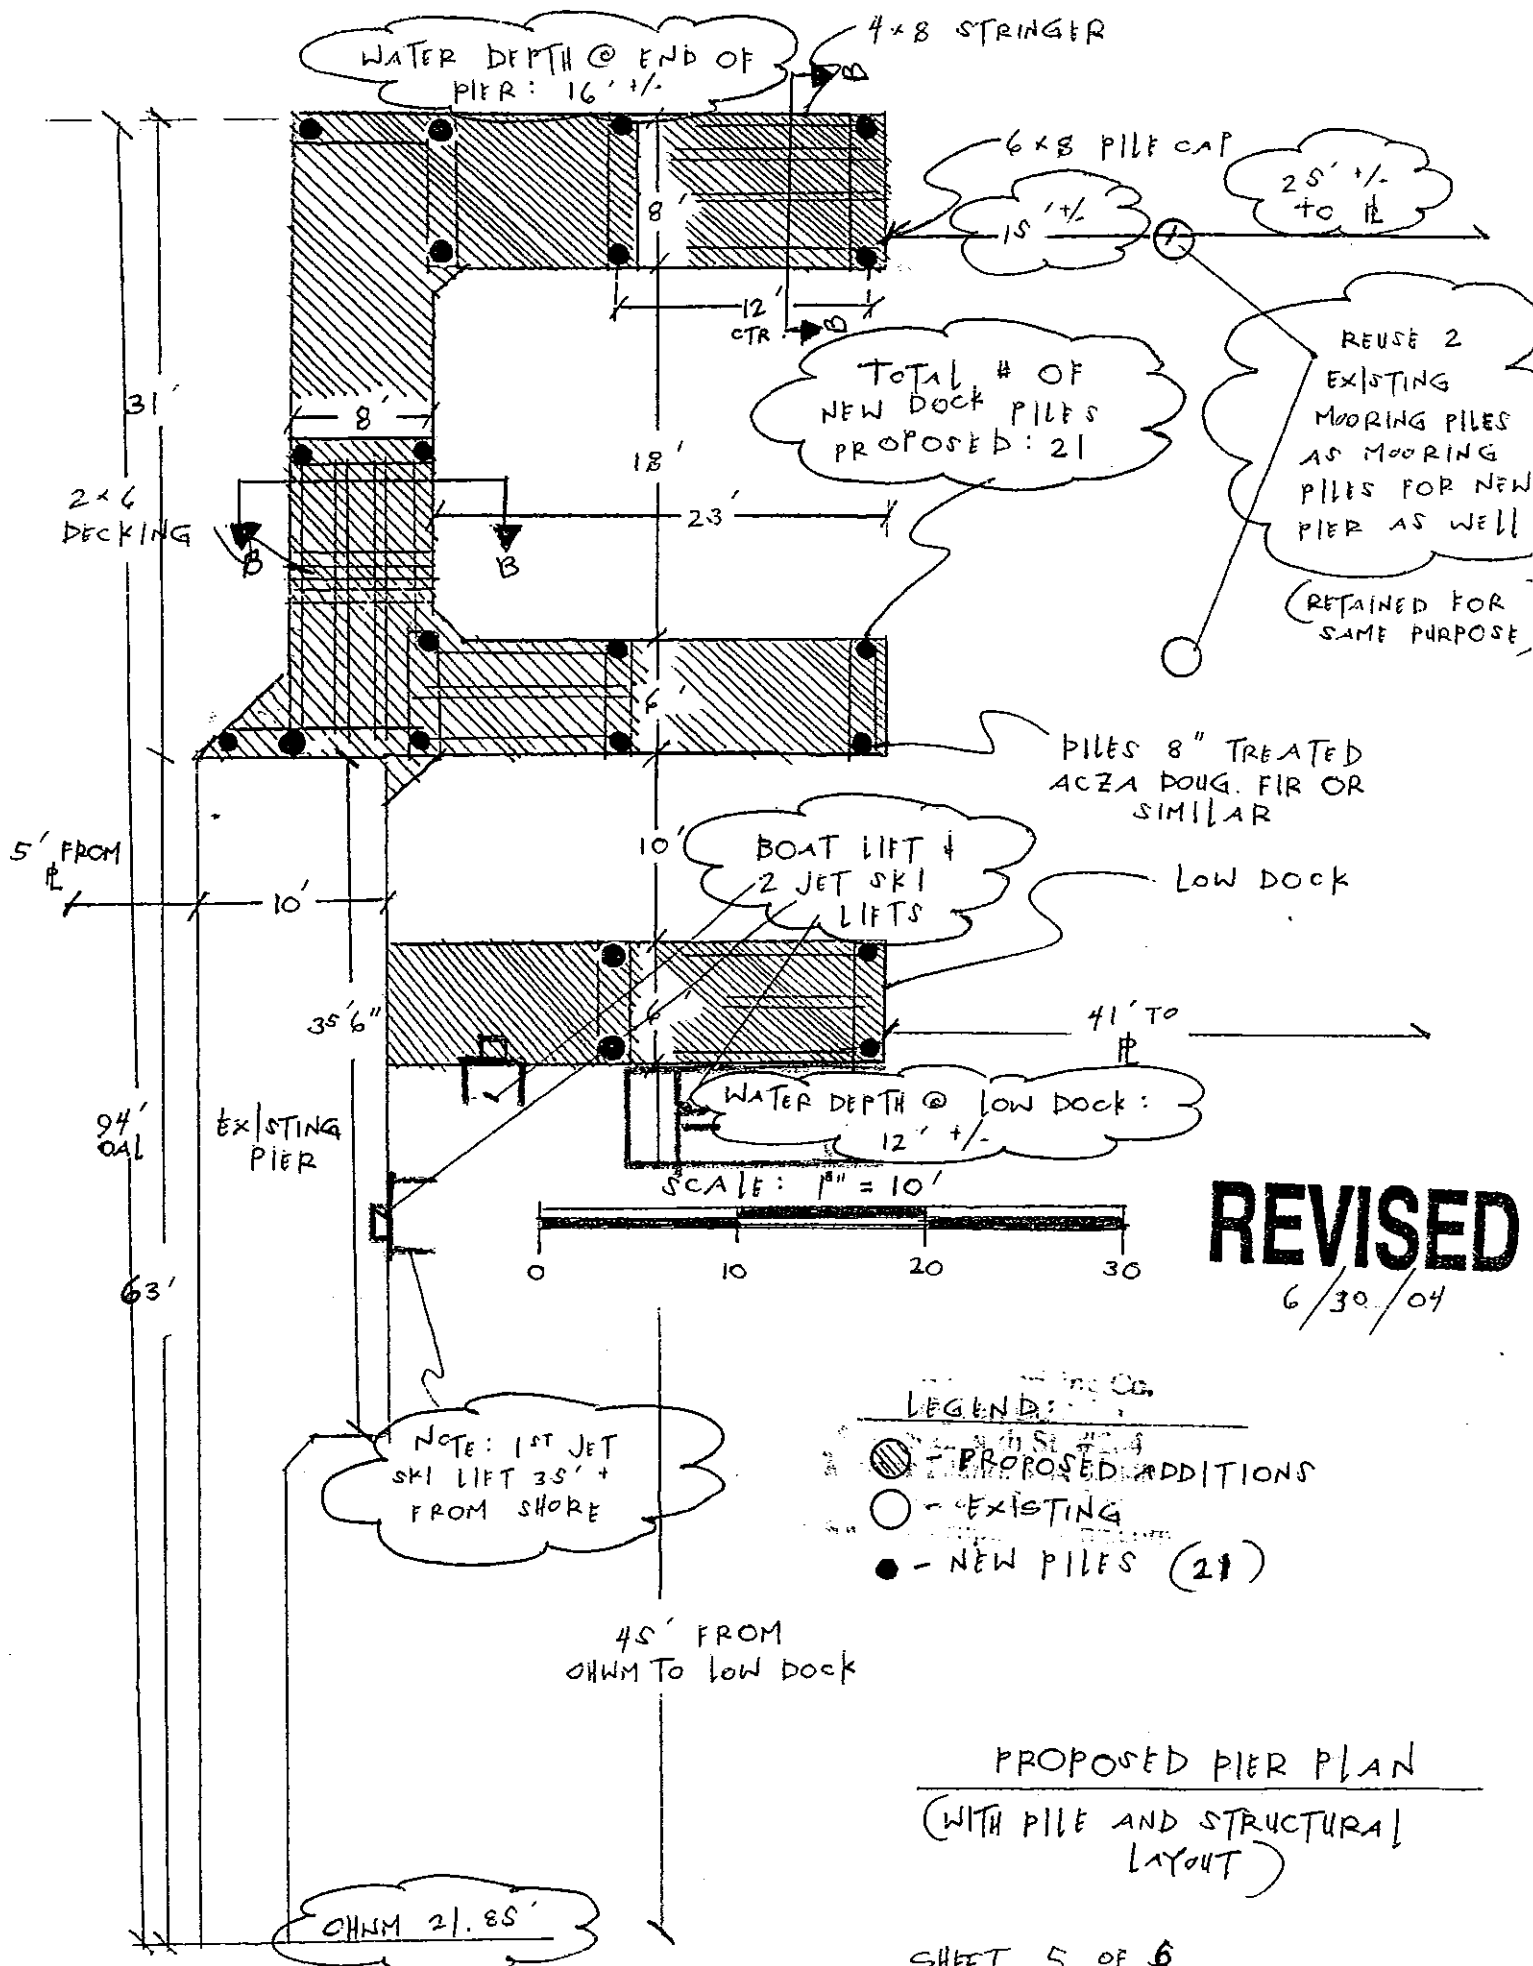 WATER DEPTH @ END OF
PIER: 16' +/-
4x8 STRINGER
B
6x8 PILE CAP
25' +/-
TO PL
15' +/-
8'
12'
CTR.
B
TOTAL # OF
NEW DOCK PILES
PROPOSED: 21
REUSE 2
EXISTING
MOORING PILES
AS MOORING
PILES FOR NEW
PIER AS WELL
(RETAINED FOR
SAME PURPOSE)
31'
8'
18'
2x6
DECKING
23'
B
B
6'
PILES 8" TREATED
ACZA DOUG. FIR OR
SIMILAR
5' FROM
PL
10'
10'
BOAT LIFT &
2 JET SKI
LIFTS
LOW DOCK
35'6"
6'
41' TO
PL
94'
OAL
EXISTING
PIER
WATER DEPTH @ LOW DOCK:
12' +/-
SCALE: 1" = 10'
0 10 20 30
REVISED
6/30/04
63'
NOTE: 1ST JET
SKI LIFT 35' +
FROM SHORE
LEGEND:
- PROPOSED ADDITIONS
- EXISTING
- NEW PILES (21)
45' FROM
OHWM TO LOW DOCK
PROPOSED PIER PLAN
(WITH PILE AND STRUCTURAL
LAYOUT)
OHWM 21.85'
SHEET 5 OF 6